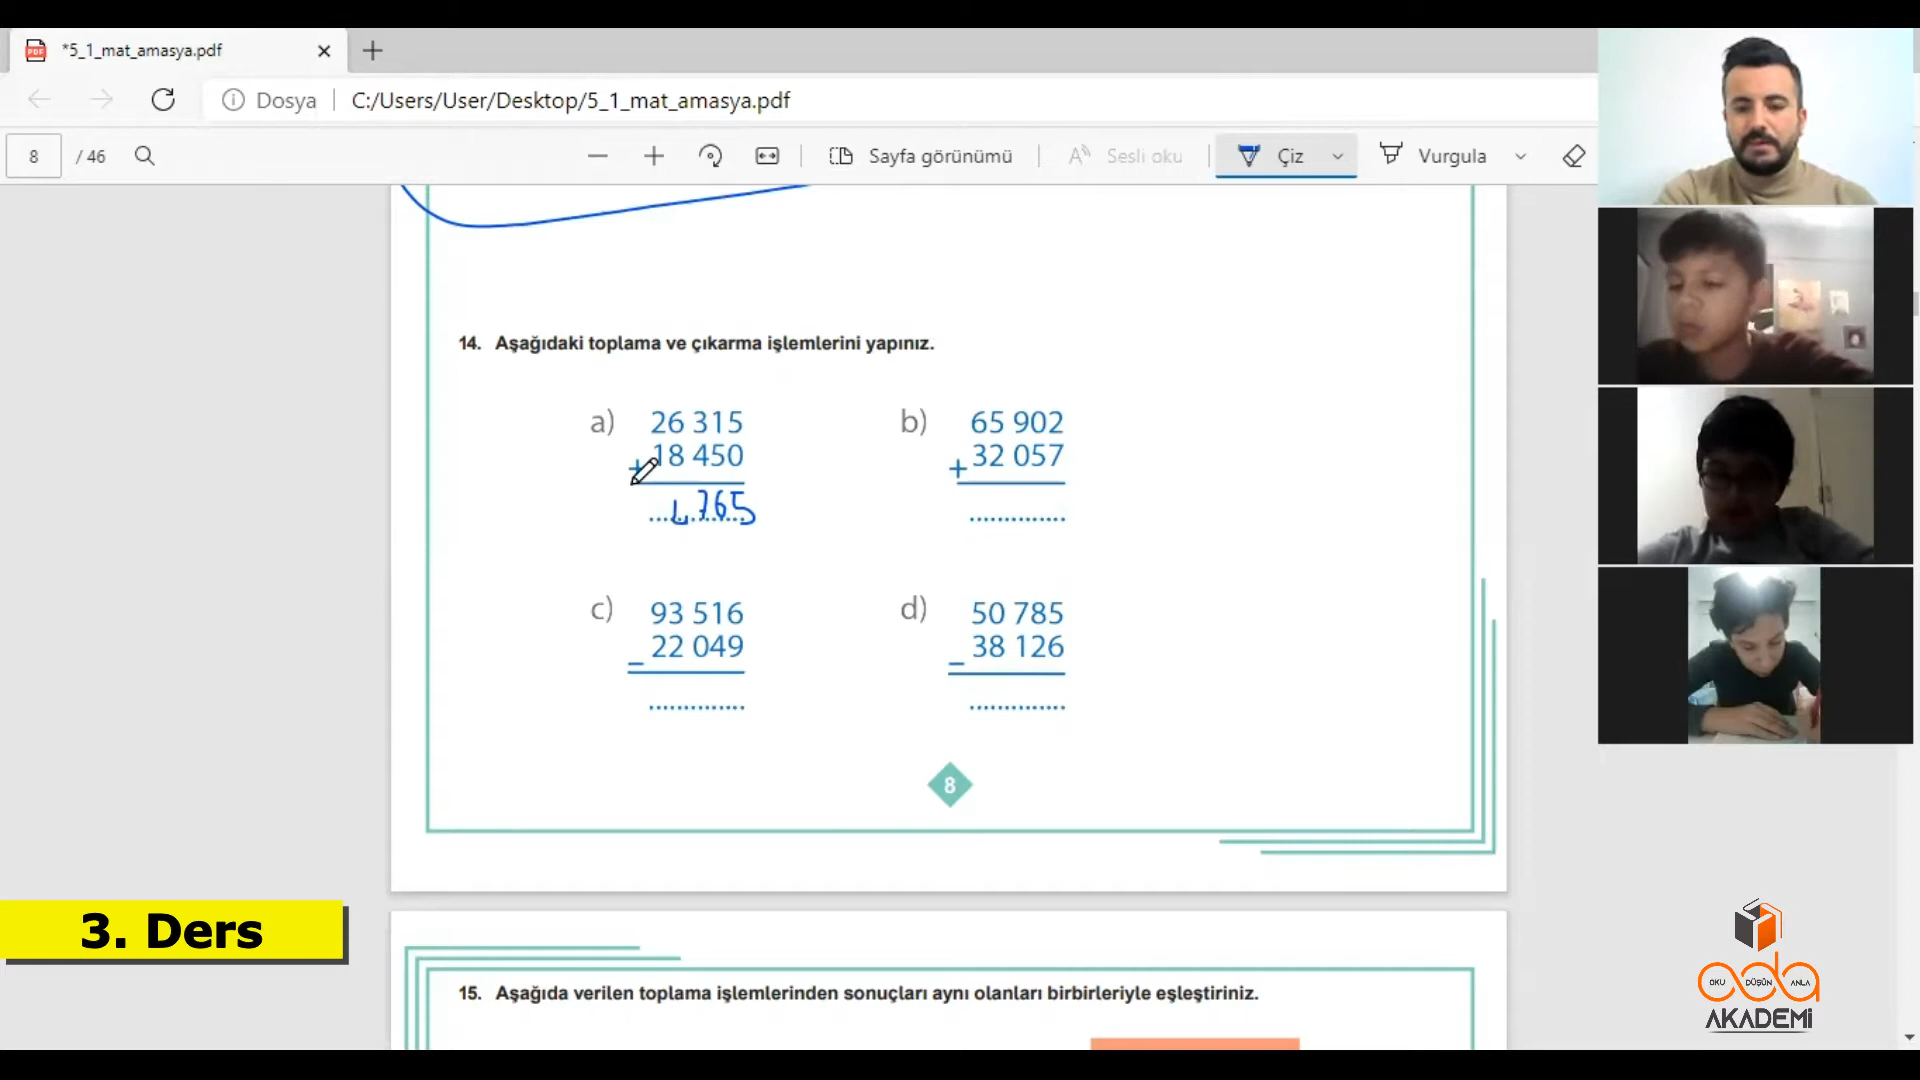 *5_1_mat_amasya.pdf
Dosya
C:/Users/User/Desktop/5_1_mat_amasya.pdf
8 / 46
Sayfa görünümü
Sesli oku
Çiz
Vurgula
14. Aşağıdaki toplama ve çıkarma işlemlerini yapınız.
a) 26 315
+ 18 450
4765
b) 65 902
+ 32 057
..............
c) 93 516
_ 22 049
..............
d) 50 785
_ 38 126
..............
8
15. Aşağıda verilen toplama işlemlerinden sonuçları aynı olanları birbirleriyle eşleştiriniz.
3. Ders
oda
OKU DÜŞÜN ANLA
AKADEMİ